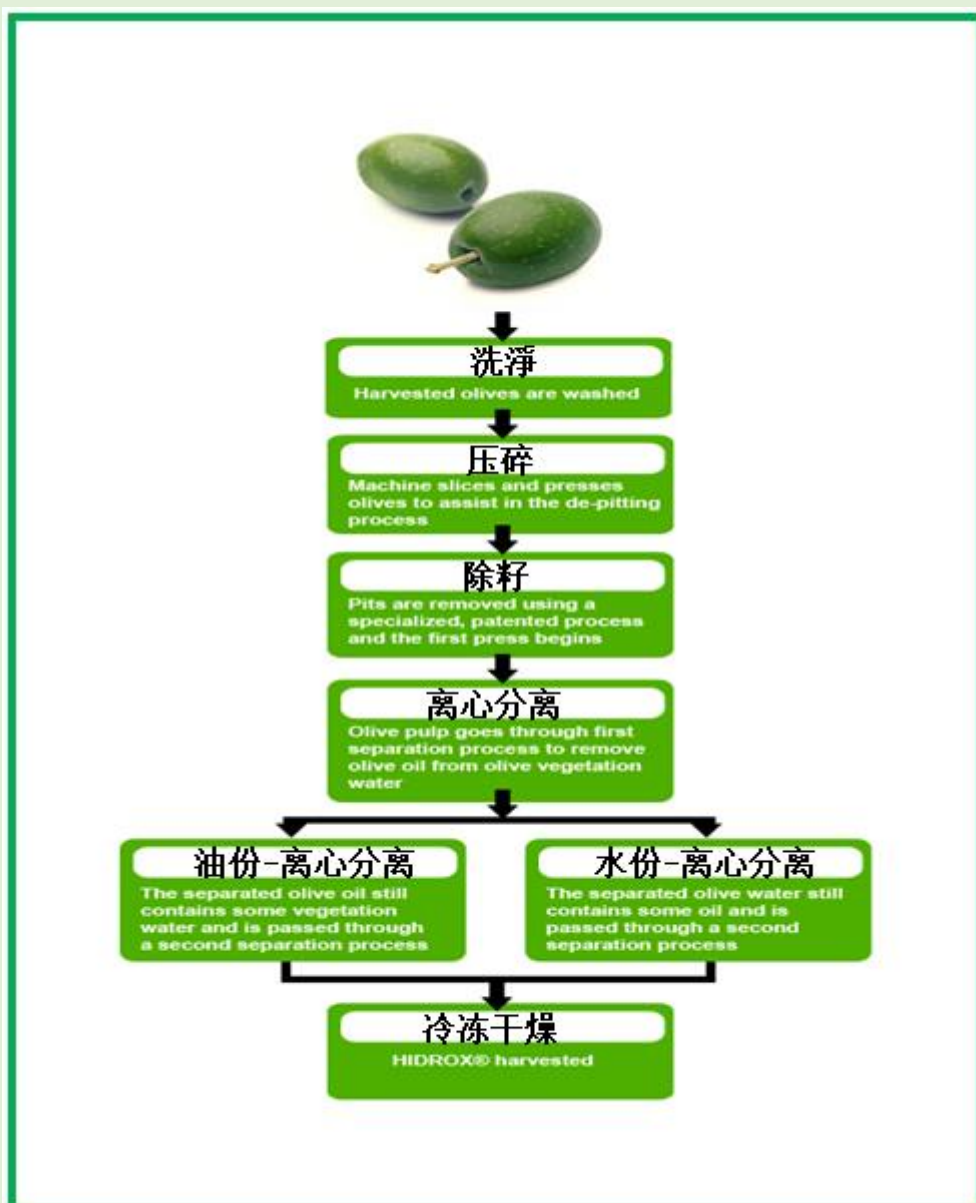 洗淨
Harvested olives are washed
压碎
Machine slices and presses
olives to assist in the de-pitting
process
除籽
Pits are removed using a
specialized, patented process
and the first press begins
离心分离
Olive pulp goes through first
separation process to remove
olive oil from olive vegetation
water
油份-离心分离
The separated olive oil still
contains some vegetation
water and is passed through
a second separation process
水份-离心分离
The separated olive water still
contains some oil and is
passed through a second
separation process
冷冻干燥
HIDROX® harvested